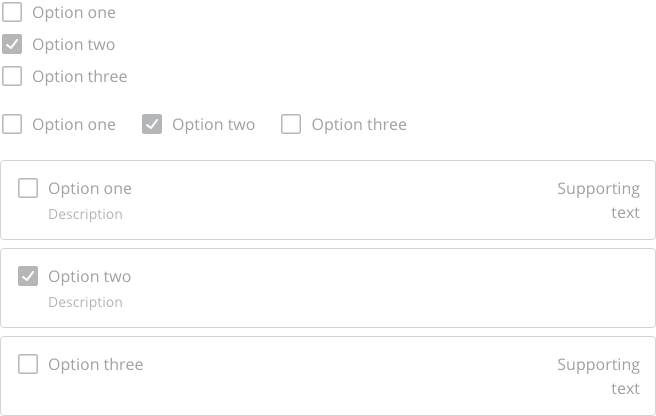 Option one
Option two
Option three
Option one Option two Option three
Option one Supporting
Description text
Option two
Description
Option three Supporting
text